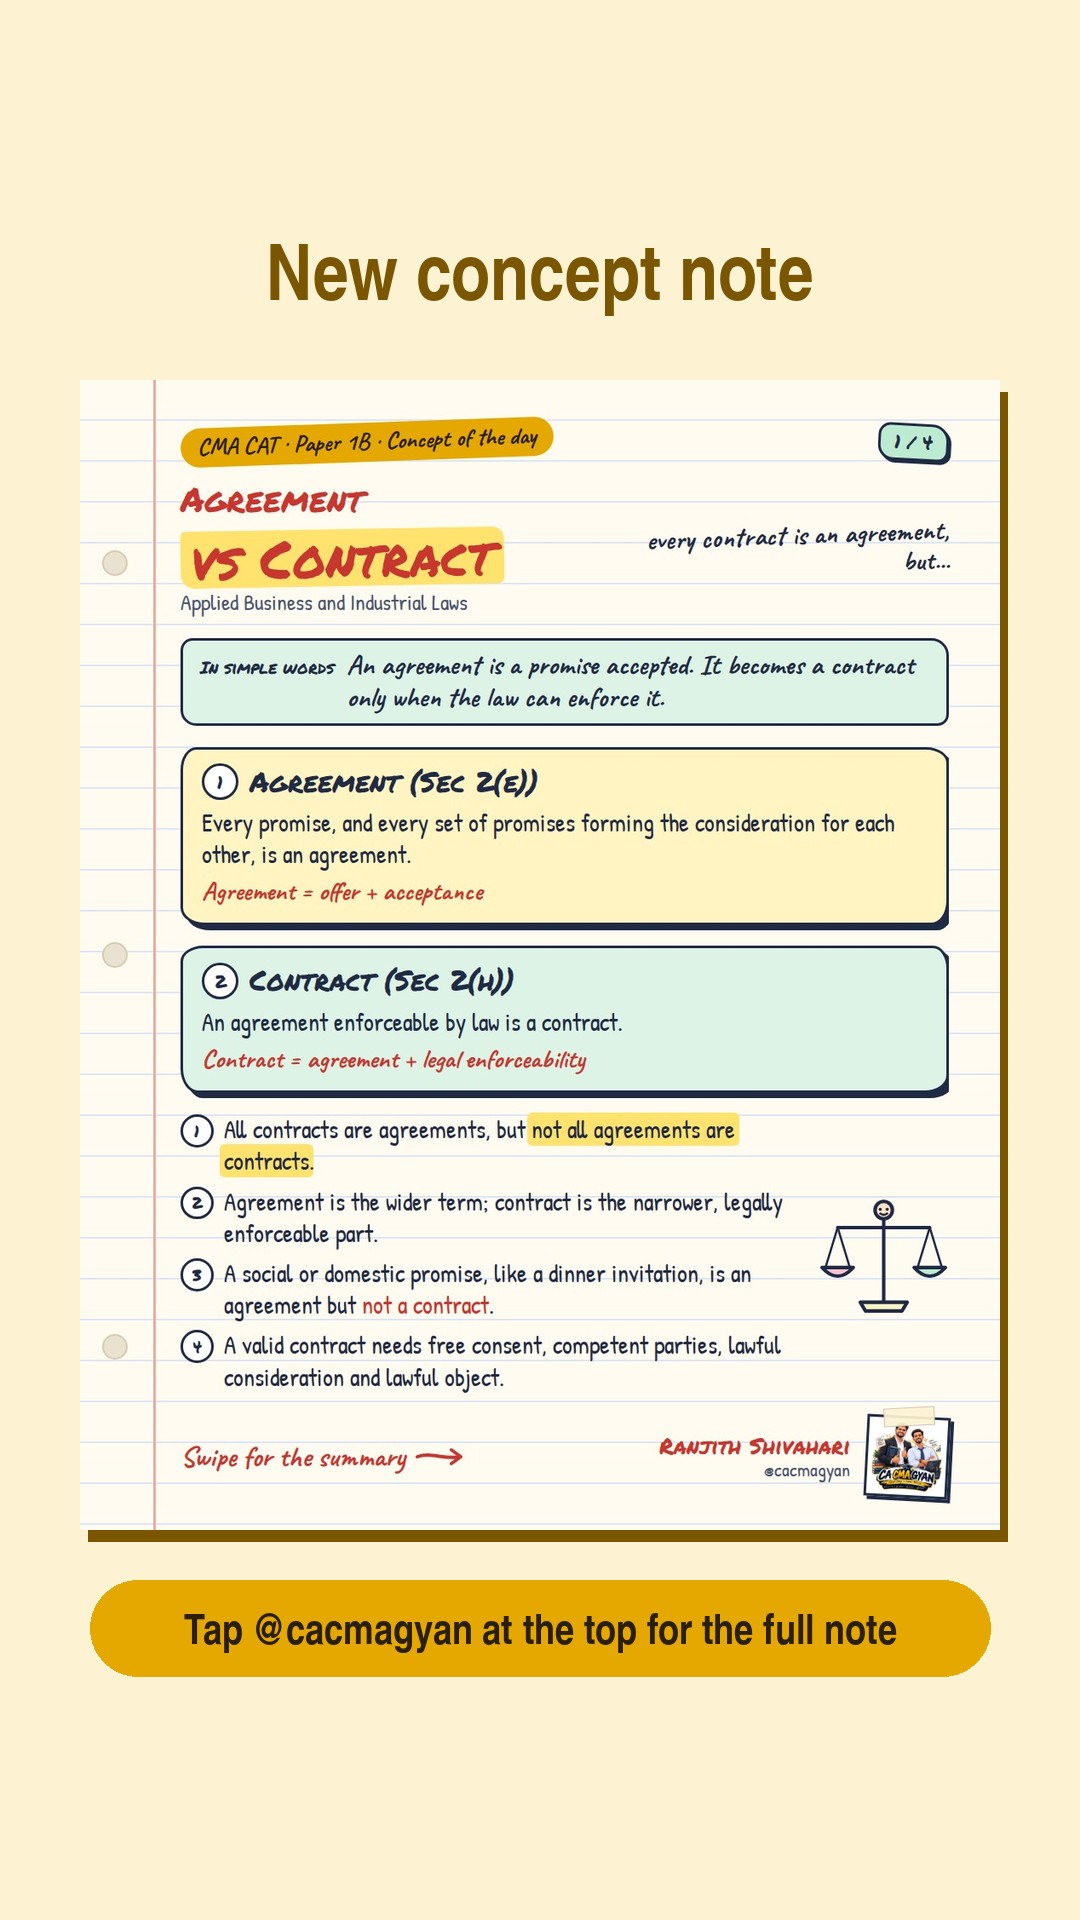 New concept note
CMA CAT · Paper 1B · Concept of the day
1 / 4
AGREEMENT
VS CONTRACT
every contract is an agreement,
but...
Applied Business and Industrial Laws
IN SIMPLE WORDS An agreement is a promise accepted. It becomes a contract
only when the law can enforce it.
1 AGREEMENT (SEC 2(E))
Every promise, and every set of promises forming the consideration for each
other, is an agreement.
Agreement = offer + acceptance
2 CONTRACT (SEC 2(H))
An agreement enforceable by law is a contract.
Contract = agreement + legal enforceability
1 All contracts are agreements, but not all agreements are
contracts.
2 Agreement is the wider term; contract is the narrower, legally
enforceable part.
3 A social or domestic promise, like a dinner invitation, is an
agreement but not a contract.
4 A valid contract needs free consent, competent parties, lawful
consideration and lawful object.
Swipe for the summary →
RANJITH SHIVAHARI
@cacmagyan
CA CMA GYAN
Tap @cacmagyan at the top for the full note